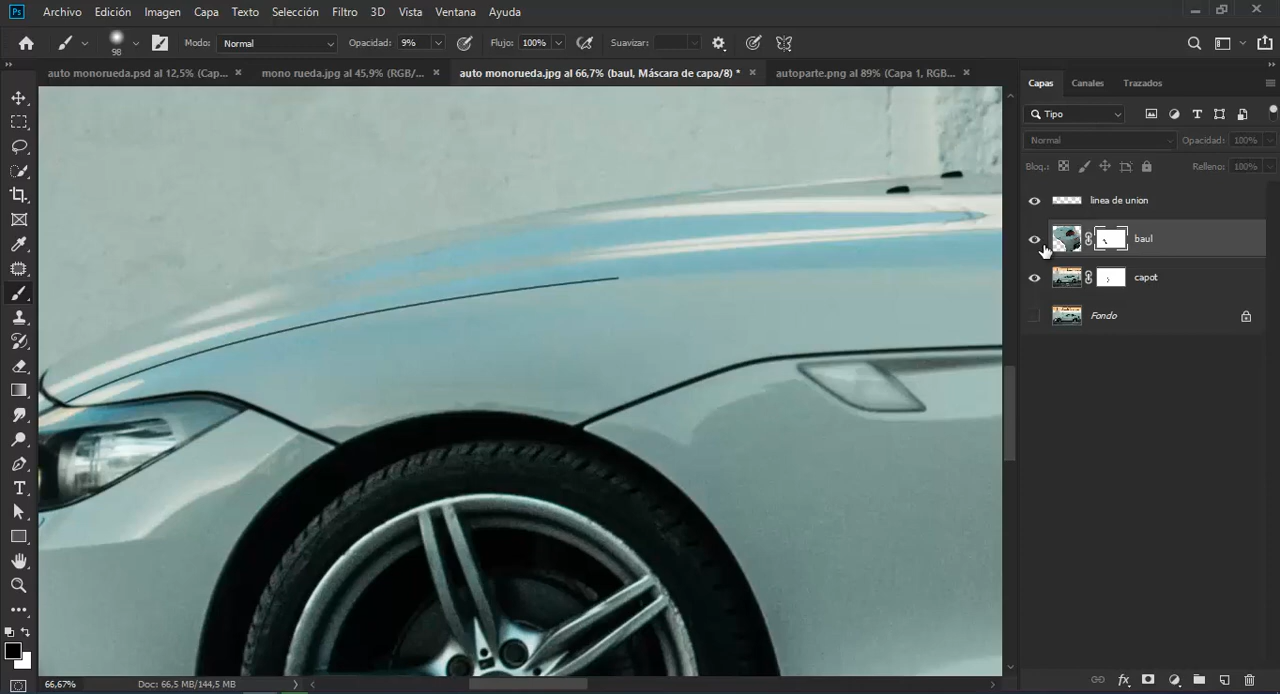 Ps Archivo Edición Imagen Capa Texto Selección Filtro 3D Vista Ventana Ayuda
98 Modo: Normal Opacidad: 9% Flujo: 100% Suavizar:
auto monorueda.psd al 12,5% (Cap... × mono rueda.jpg al 45,9% (RGB/... × auto monorueda.jpg al 66,7% (baul, Máscara de capa/8) * × autoparte.png al 89% (Capa 1, RGB... ×
Capas Canales Trazados
Tipo
Normal Opacidad: 100%
Bloq.: Relleno: 100%
linea de union
baul
capot
Fondo
66,67% Doc: 66,5 MB/144,5 MB